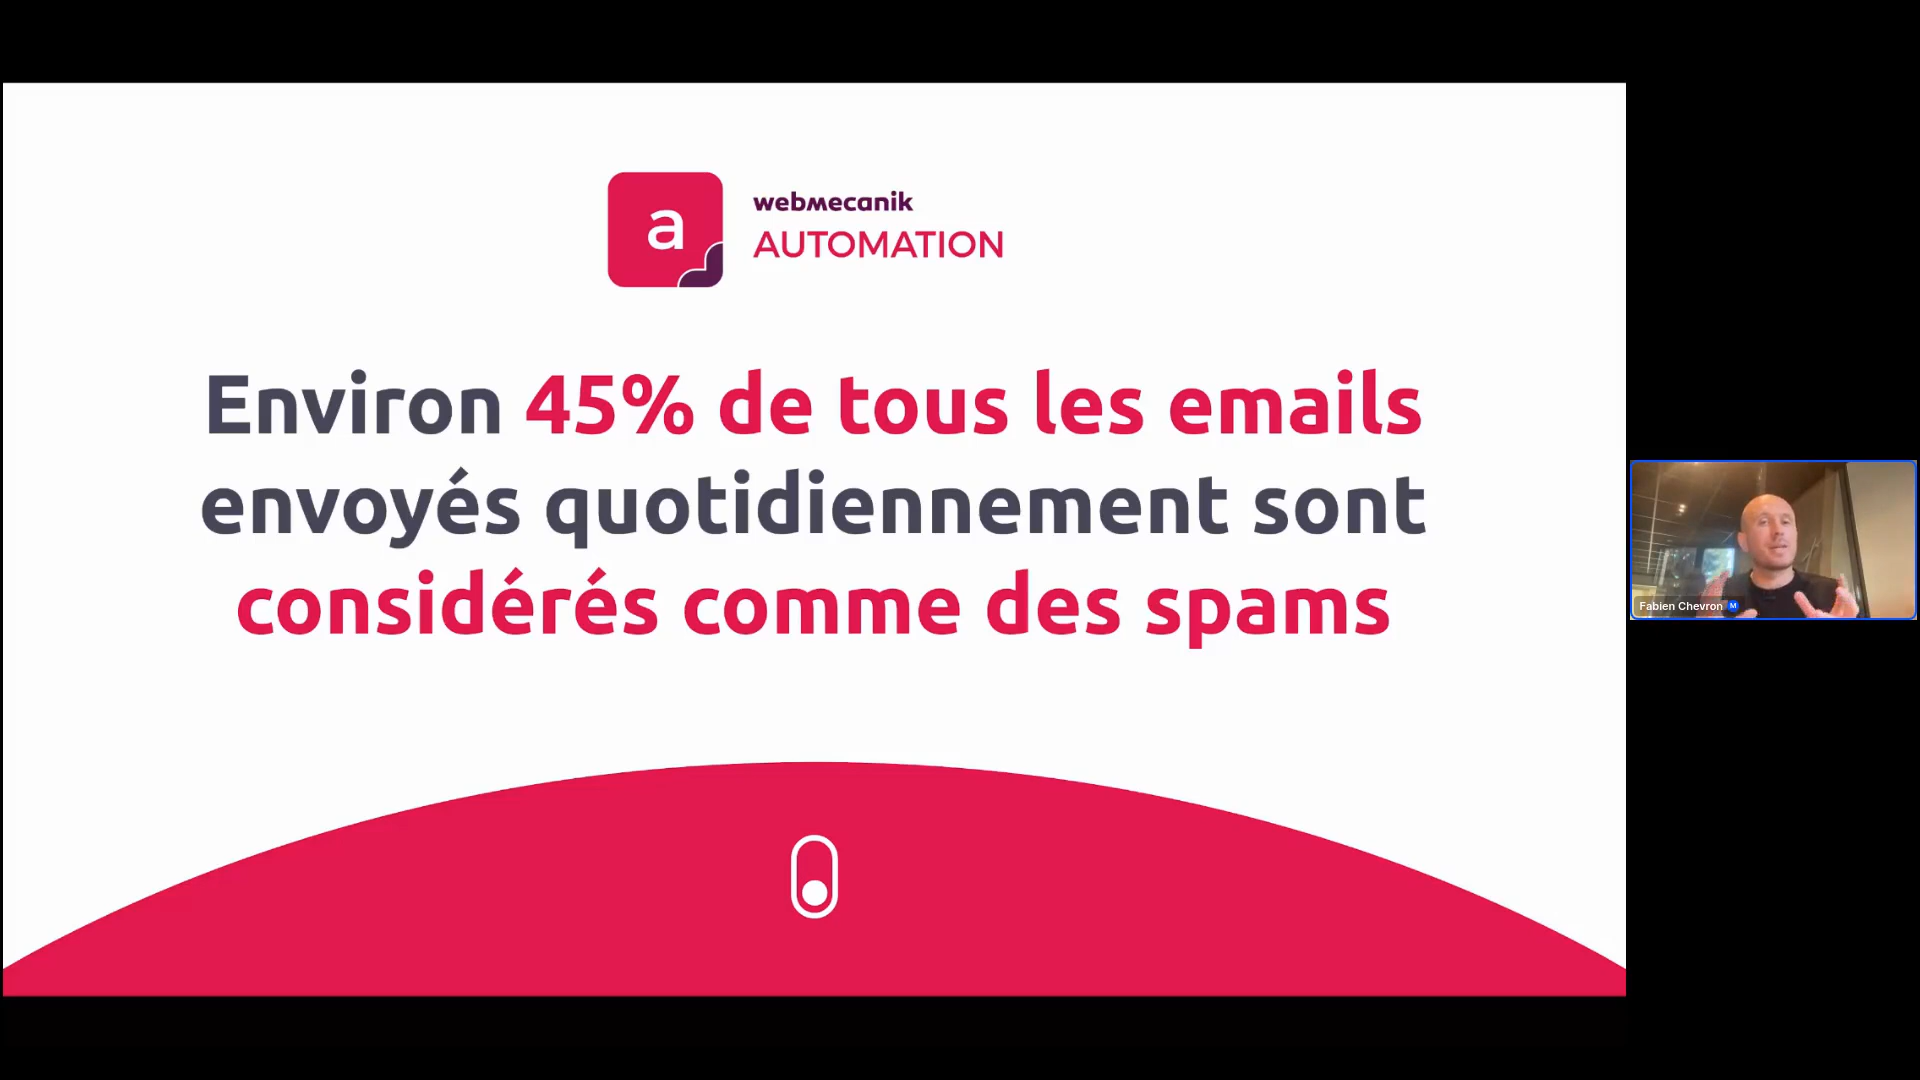 a
webmecanik
AUTOMATION
Environ 45% de tous les emails
envoyés quotidiennement sont
considérés comme des spams
Fabien Chevron M